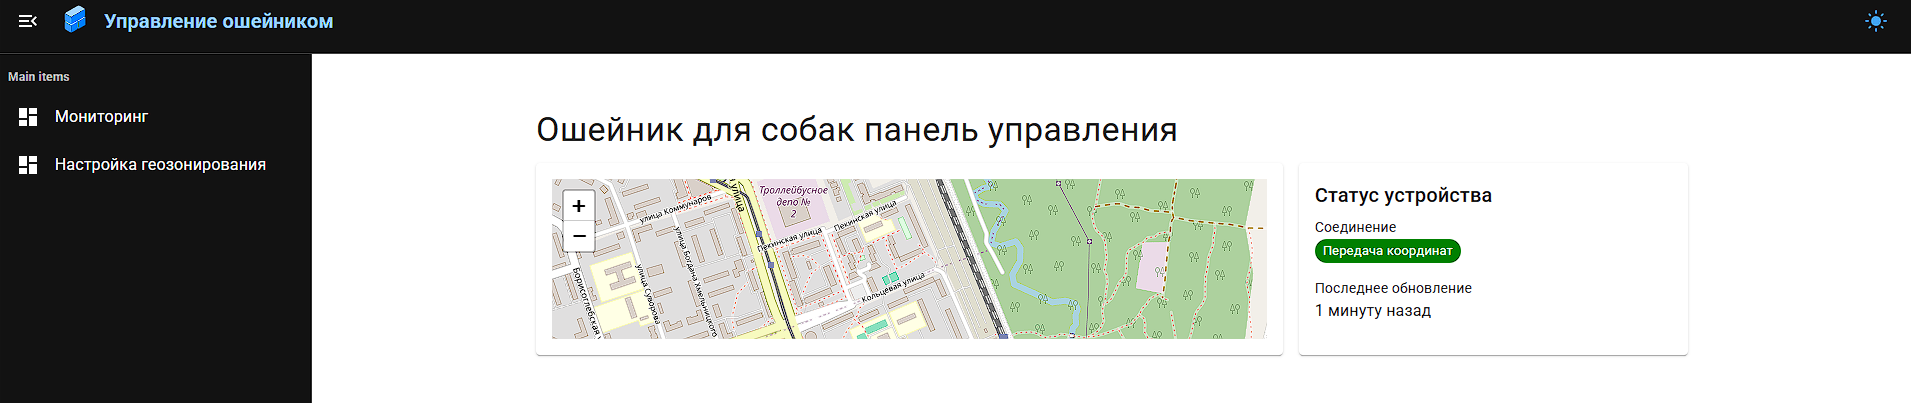 Управление ошейником
Main items
Мониторинг
Настройка геозонирования
Ошейник для собак панель управления
+
−
улица Коммунаров
улица
Троллейбусное
депо №
2
Пекинская улица
Пекинская улица
Борисоглебская
улица Суворова
улица Богдана Хмельницкого
Кольцевая улица
Статус устройства
Соединение
Передача координат
Последнее обновление
1 минуту назад